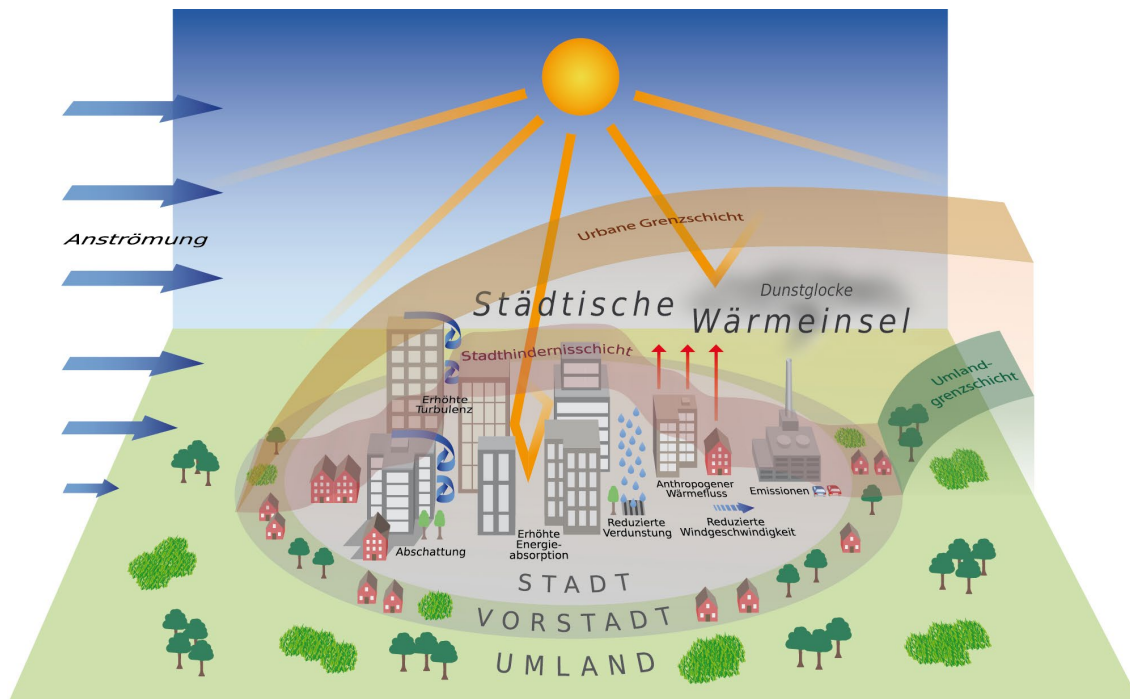 Anströmung
Urbane Grenzschicht
Dunstglocke
Städtische
Wärmeinsel
Stadthindernisschicht
Umland-
grenzschicht
Erhöhte
Turbulenz
Anthropogener
Wärmefluss
Emissionen
Reduzierte
Verdunstung
Reduzierte
Windgeschwindigkeit
Erhöhte
Energie-
absorption
Abschattung
STADT
VORSTADT
UMLAND